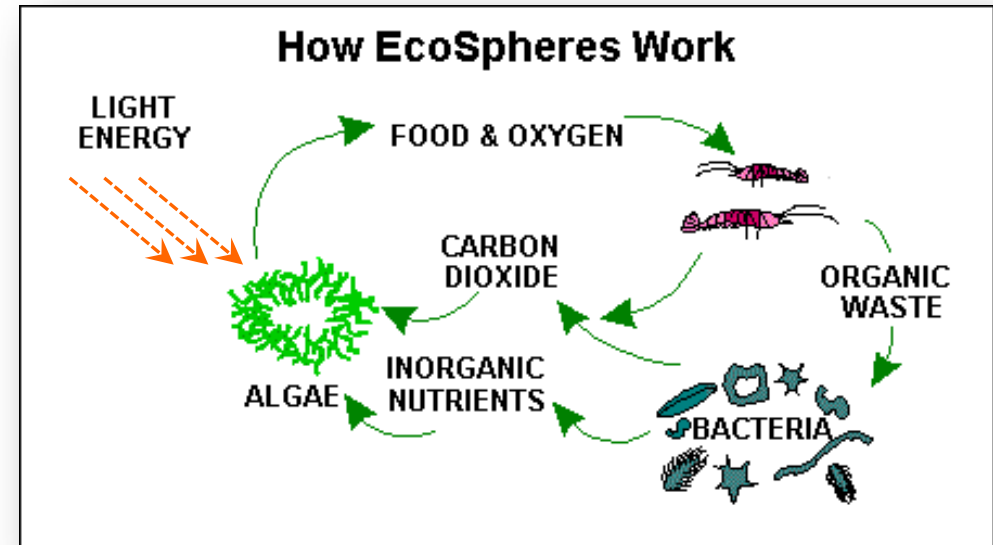 How EcoSpheres Work
LIGHT
ENERGY
FOOD & OXYGEN
CARBON
DIOXIDE
ORGANIC
WASTE
INORGANIC
NUTRIENTS
ALGAE
BACTERIA